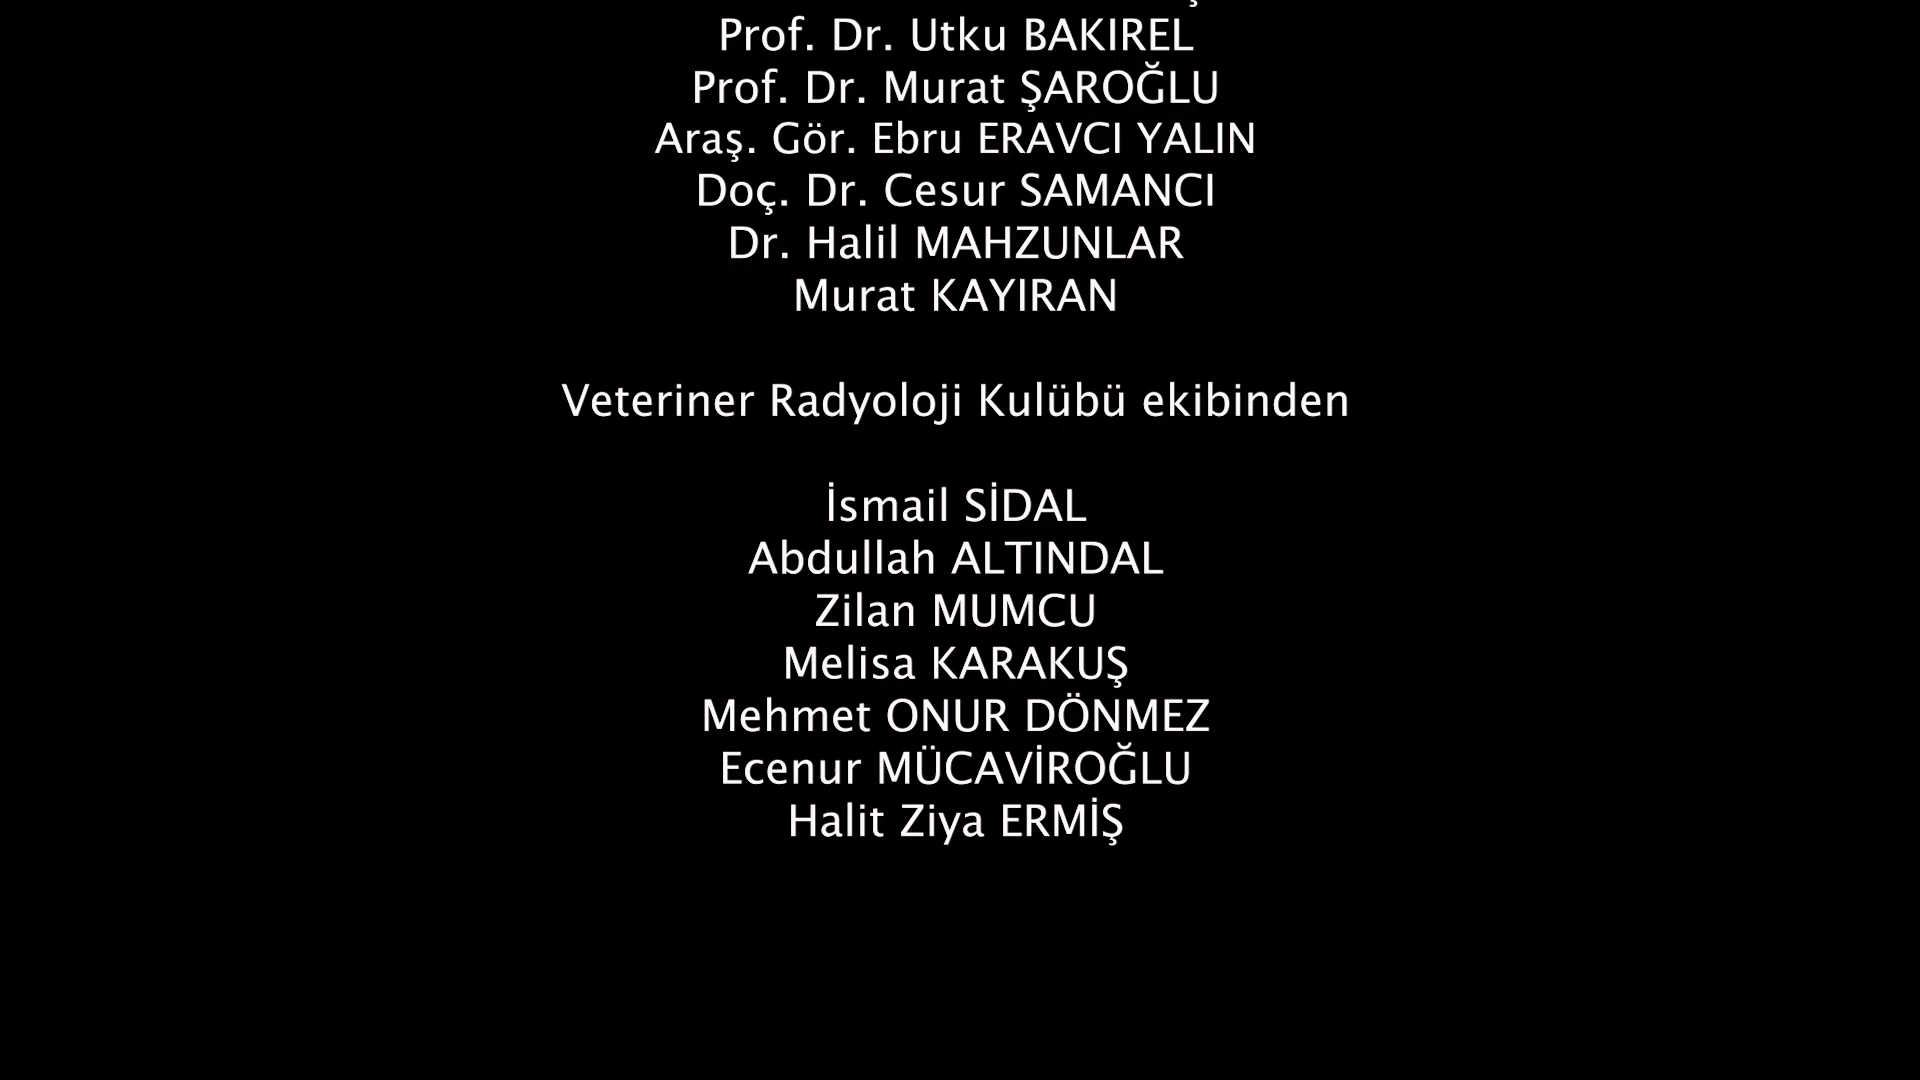 Prof. Dr. Utku BAKIREL
Prof. Dr. Murat ŞAROĞLU
Araş. Gör. Ebru ERAVCI YALIN
Doç. Dr. Cesur SAMANCI
Dr. Halil MAHZUNLAR
Murat KAYIRAN
Veteriner Radyoloji Kulübü ekibinden
İsmail SİDAL
Abdullah ALTINDAL
Zilan MUMCU
Melisa KARAKUŞ
Mehmet ONUR DÖNMEZ
Ecenur MÜCAVİROĞLU
Halit Ziya ERMİŞ